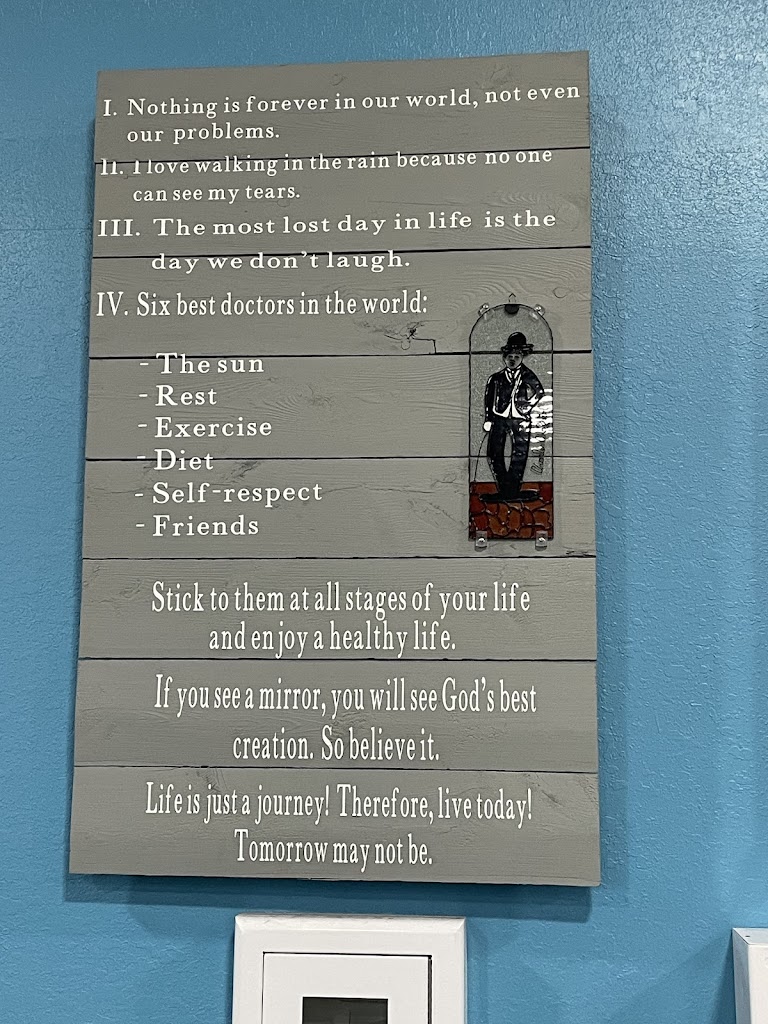 I. Nothing is forever in our world, not even
our problems.
II. I love walking in the rain because no one
can see my tears.
III. The most lost day in life is the
day we don't laugh.
IV. Six best doctors in the world:
- The sun
- Rest
- Exercise
- Diet
- Self-respect
- Friends
Stick to them at all stages of your life
and enjoy a healthy life.
If you see a mirror, you will see God's best
creation. So believe it.
Life is just a journey! Therefore, live today!
Tomorrow may not be.